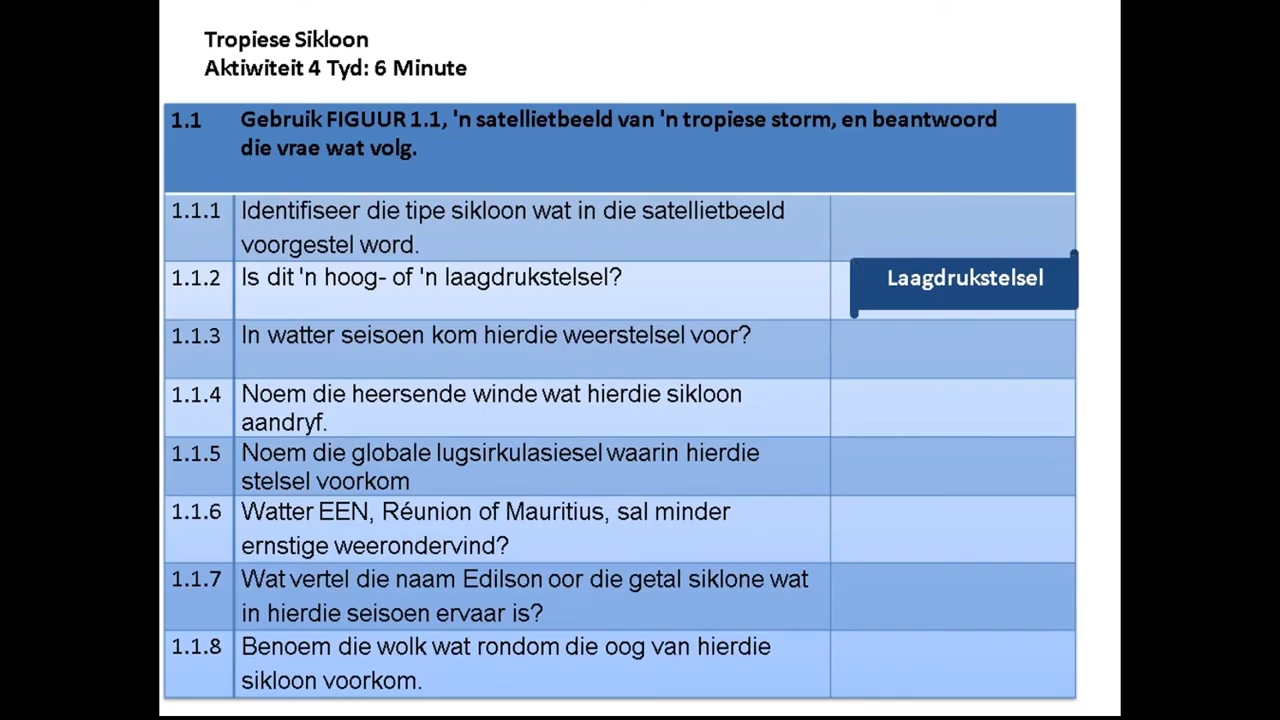 Tropiese Sikloon
Aktiwiteit 4 Tyd: 6 Minute
1.1 Gebruik FIGUUR 1.1, 'n satellietbeeld van 'n tropiese storm, en beantwoord
die vrae wat volg.
1.1.1 Identifiseer die tipe sikloon wat in die satellietbeeld
voorgestel word.
1.1.2 Is dit 'n hoog- of 'n laagdrukstelsel? Laagdrukstelsel
1.1.3 In watter seisoen kom hierdie weerstelsel voor?
1.1.4 Noem die heersende winde wat hierdie sikloon
aandryf.
1.1.5 Noem die globale lugsirkulasiesel waarin hierdie
stelsel voorkom
1.1.6 Watter EEN, Réunion of Mauritius, sal minder
ernstige weerondervind?
1.1.7 Wat vertel die naam Edilson oor die getal siklone wat
in hierdie seisoen ervaar is?
1.1.8 Benoem die wolk wat rondom die oog van hierdie
sikloon voorkom.